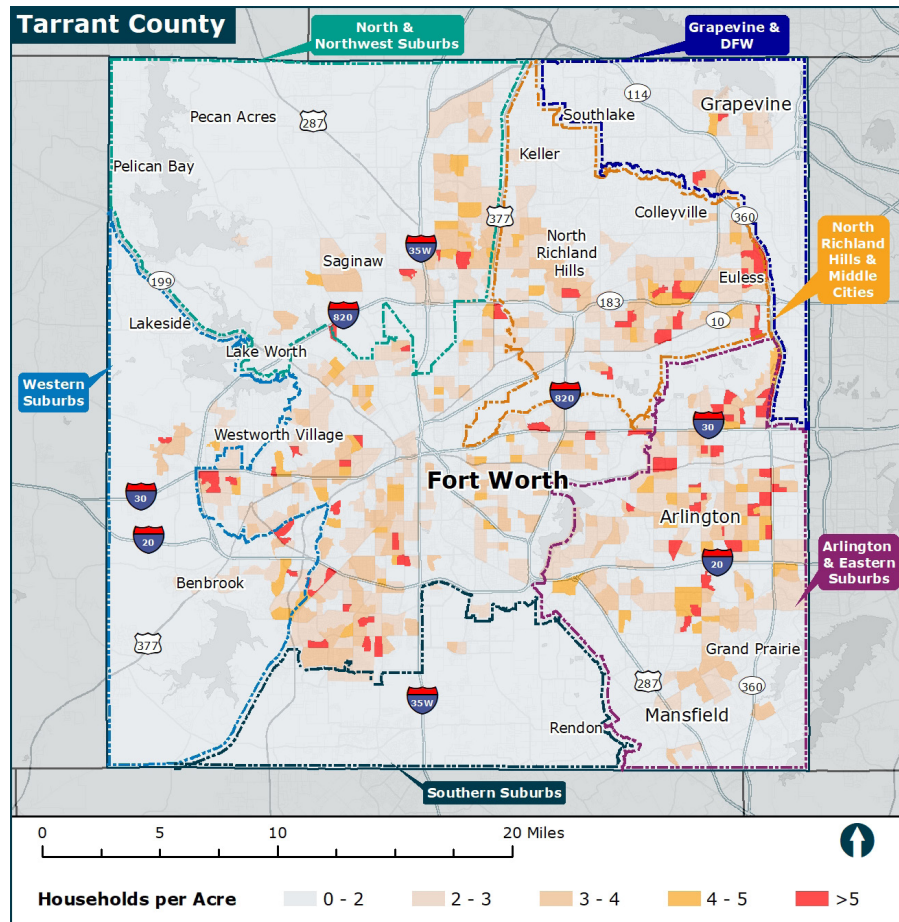 Tarrant County
North &
Northwest Suburbs
Grapevine &
DFW
114
Grapevine
Pecan Acres
287
Southlake
Keller
Pelican Bay
377
Colleyville
360
North
Richland
Hills &
Middle
Cities
35W
North
Richland
Hills
Saginaw
Euless
199
183
Lakeside
820
10
Lake Worth
Western
Suburbs
820
30
Westworth Village
Fort Worth
30
Arlington
20
20
Arlington
& Eastern
Suburbs
Benbrook
377
Grand Prairie
287
360
35W
Rendon
Mansfield
Southern Suburbs
0 5 10 20 Miles
Households per Acre 0 - 2 2 - 3 3 - 4 4 - 5 >5